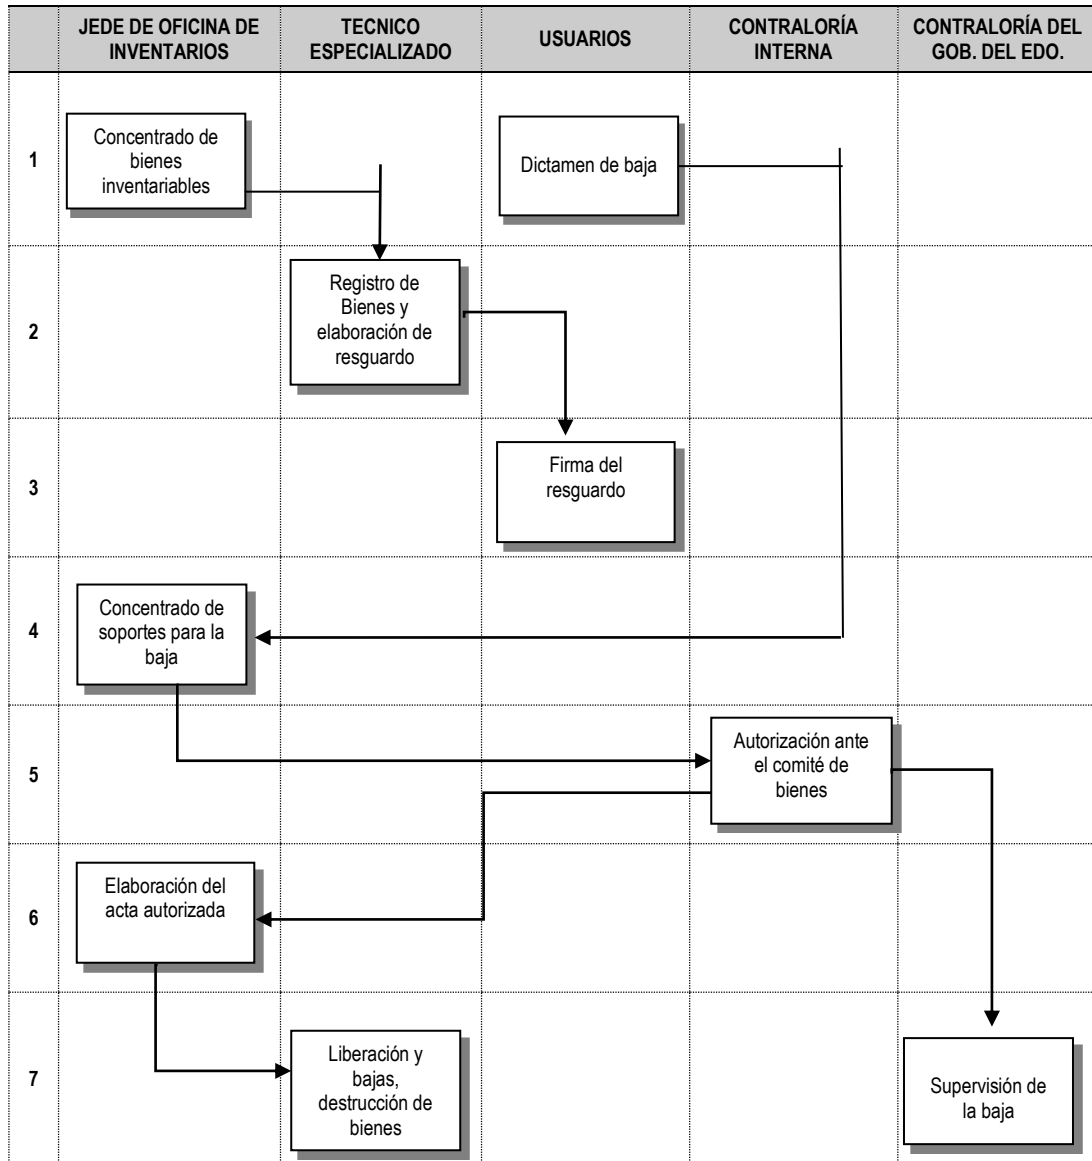 JEDE DE OFICINA DE
INVENTARIOS
TECNICO
ESPECIALIZADO
USUARIOS
CONTRALORÍA
INTERNA
CONTRALORÍA DEL
GOB. DEL EDO.
1
Concentrado de
bienes
inventariables
Dictamen de baja
2
Registro de
Bienes y
elaboración de
resguardo
3
Firma del
resguardo
4
Concentrado de
soportes para la
baja
5
Autorización ante
el comité de
bienes
6
Elaboración del
acta autorizada
7
Liberación y
bajas,
destrucción de
bienes
Supervisión de
la baja